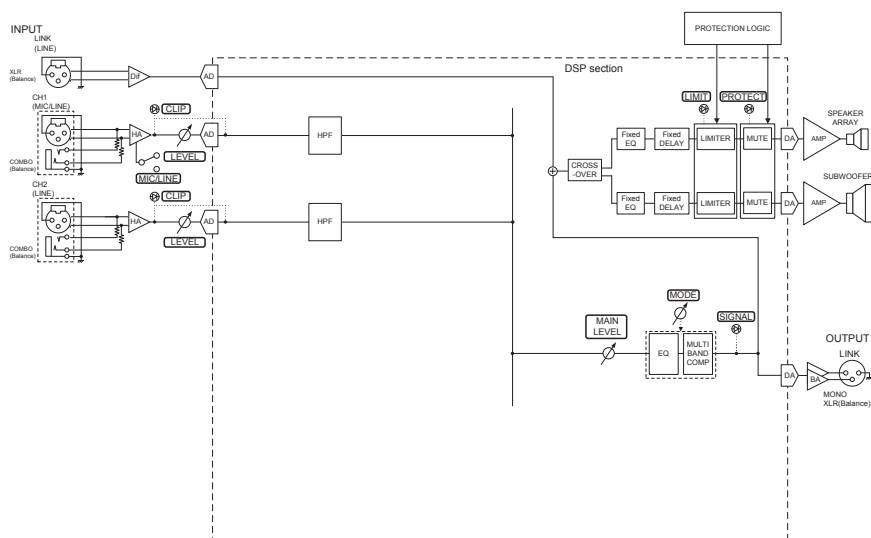 INPUT
LINK
(LINE)
XLR
(Balance)
Dif
AD
DSP section
PROTECTION LOGIC
CH1
(MIC/LINE)
CLIP
HA
AD
LEVEL
MIC/LINE
COMBO
(Balance)
HPF
CH2
(LINE)
CLIP
HA
AD
LEVEL
COMBO
(Balance)
HPF
LIMIT
PROTECT
CROSS
-OVER
Fixed
EQ
Fixed
DELAY
LIMITER
MUTE
DA
AMP
SPEAKER
ARRAY
Fixed
EQ
Fixed
DELAY
LIMITER
MUTE
DA
AMP
SUBWOOFER
MAIN
LEVEL
MODE
EQ
MULTI
BAND
COMP
SIGNAL
DA
BA
OUTPUT
LINK
MONO
XLR(Balance)